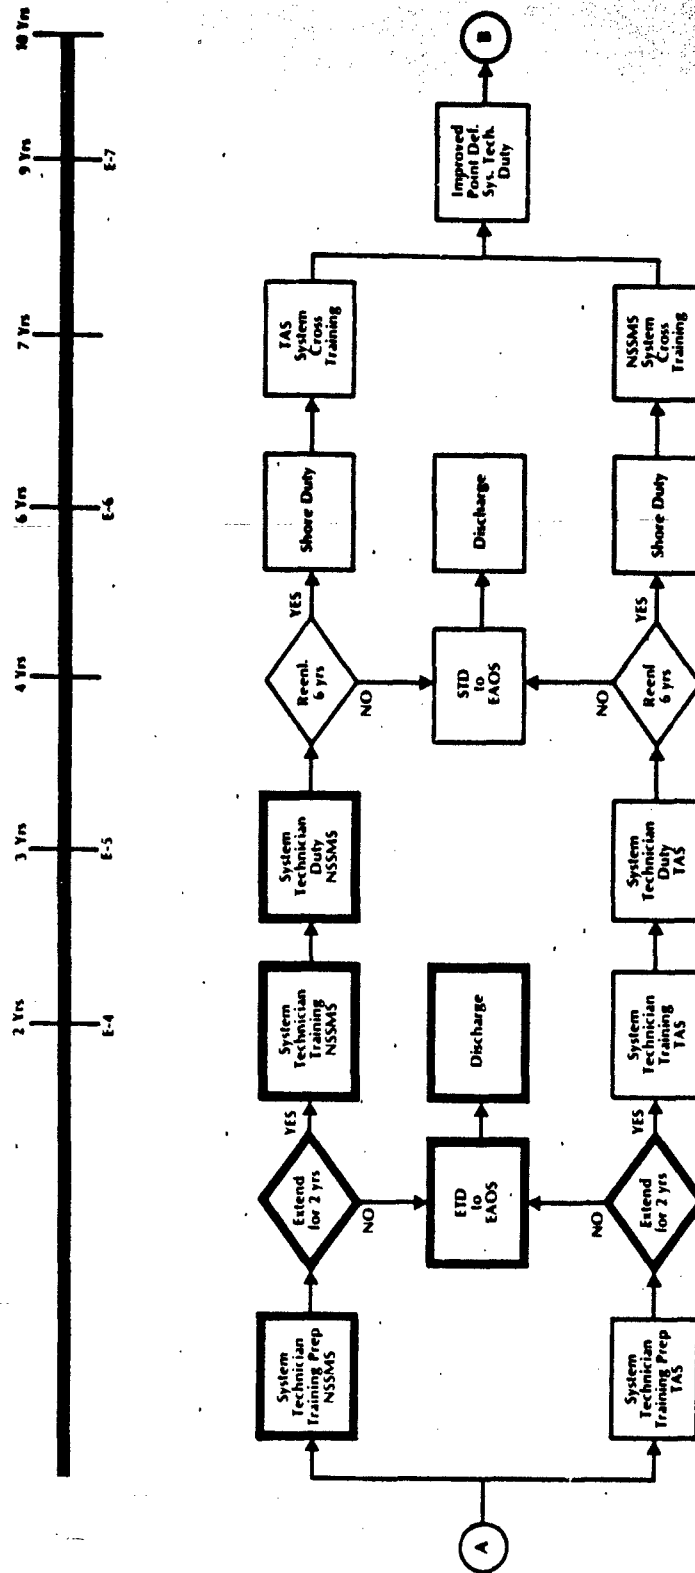 2 Yrs
3 Yrs
4 Yrs
6 Yrs
7 Yrs
9 Yrs
10 Yrs
E-4
E-5
E-6
E-7
A
System
Technician
Training Prep
NSSMS
Extend
for 2 yrs
YES
NO
System
Technician
Training
NSSMS
System
Technician
Duty
NSSMS
Reenl.
6 yrs
YES
NO
Shore Duty
TAS
System
Cross
Training
ETD
to
EAOS
Discharge
STD
to
EAOS
Discharge
Improved
Point Def.
Sys. Tech.
Duty
B
System
Technician
Training Prep
TAS
Extend
for 2 yrs
YES
NO
System
Technician
Training
TAS
System
Technician
Duty
TAS
Reenl
6 yrs
YES
NO
Shore Duty
NSSMS
System
Cross
Training